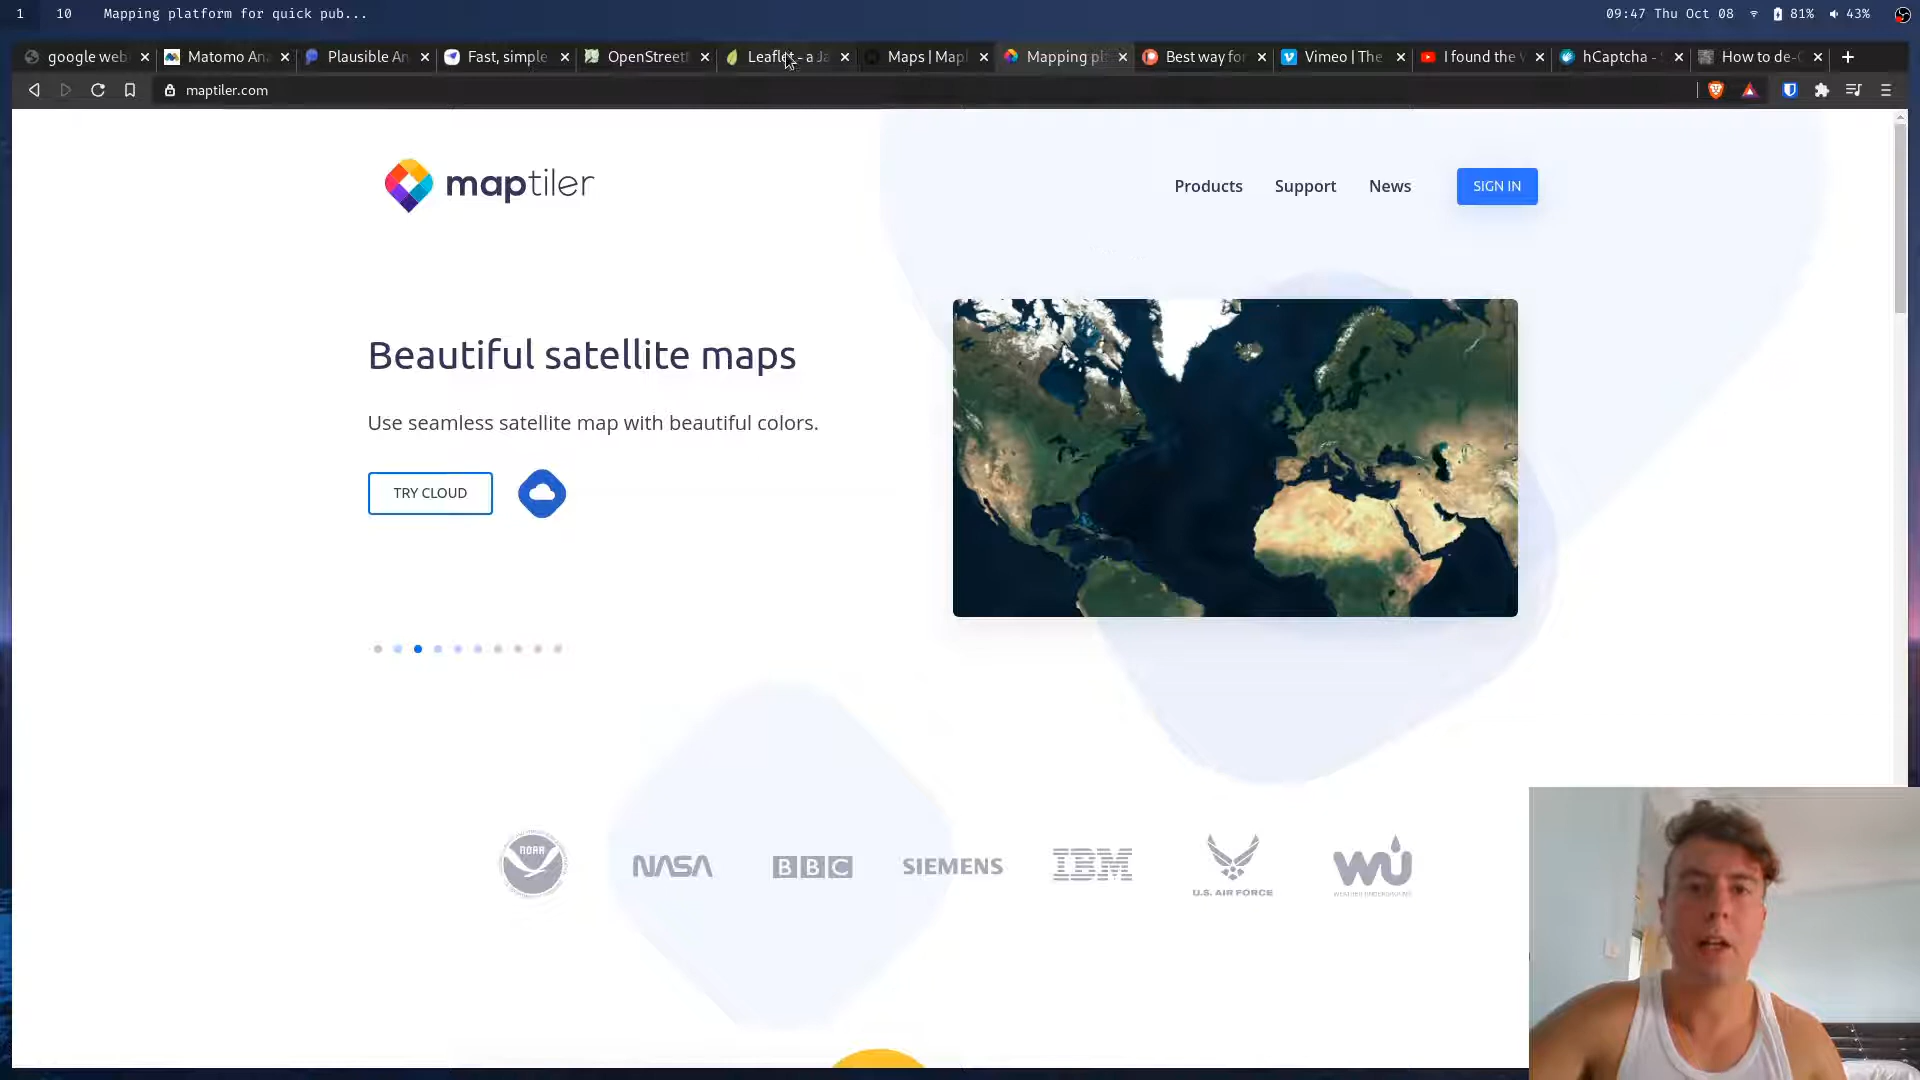 1 10 Mapping platform for quick pub... 09:47 Thu Oct 08 81% 43%
google web Matomo An Plausible An Fast, simple OpenStreet Leaflet - a Ja Maps | Map Mapping pl Best way for Vimeo | The I found the hCaptcha - How to de-
maptiler.com
maptiler Products Support News SIGN IN
Beautiful satellite maps
Use seamless satellite map with beautiful colors.
TRY CLOUD
NOAA NASA BBC SIEMENS IBM U.S. AIR FORCE wu